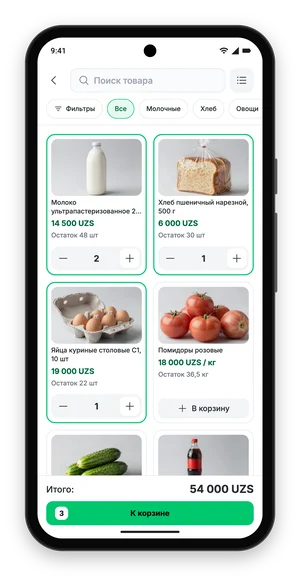 9:41
Поиск товара
Фильтры
Все
Молочные
Хлеб
Овощи
Молоко
ультрапастеризованное 2...
14 500 UZS
Остаток 48 шт
2
Хлеб пшеничный нарезной,
500 г
6 000 UZS
Остаток 30 шт
1
Яйца куриные столовые С1,
10 шт
19 000 UZS
Остаток 22 шт
1
Помидоры розовые
18 000 UZS / кг
Остаток 36,5 кг
В корзину
Итого:
54 000 UZS
3
К корзине